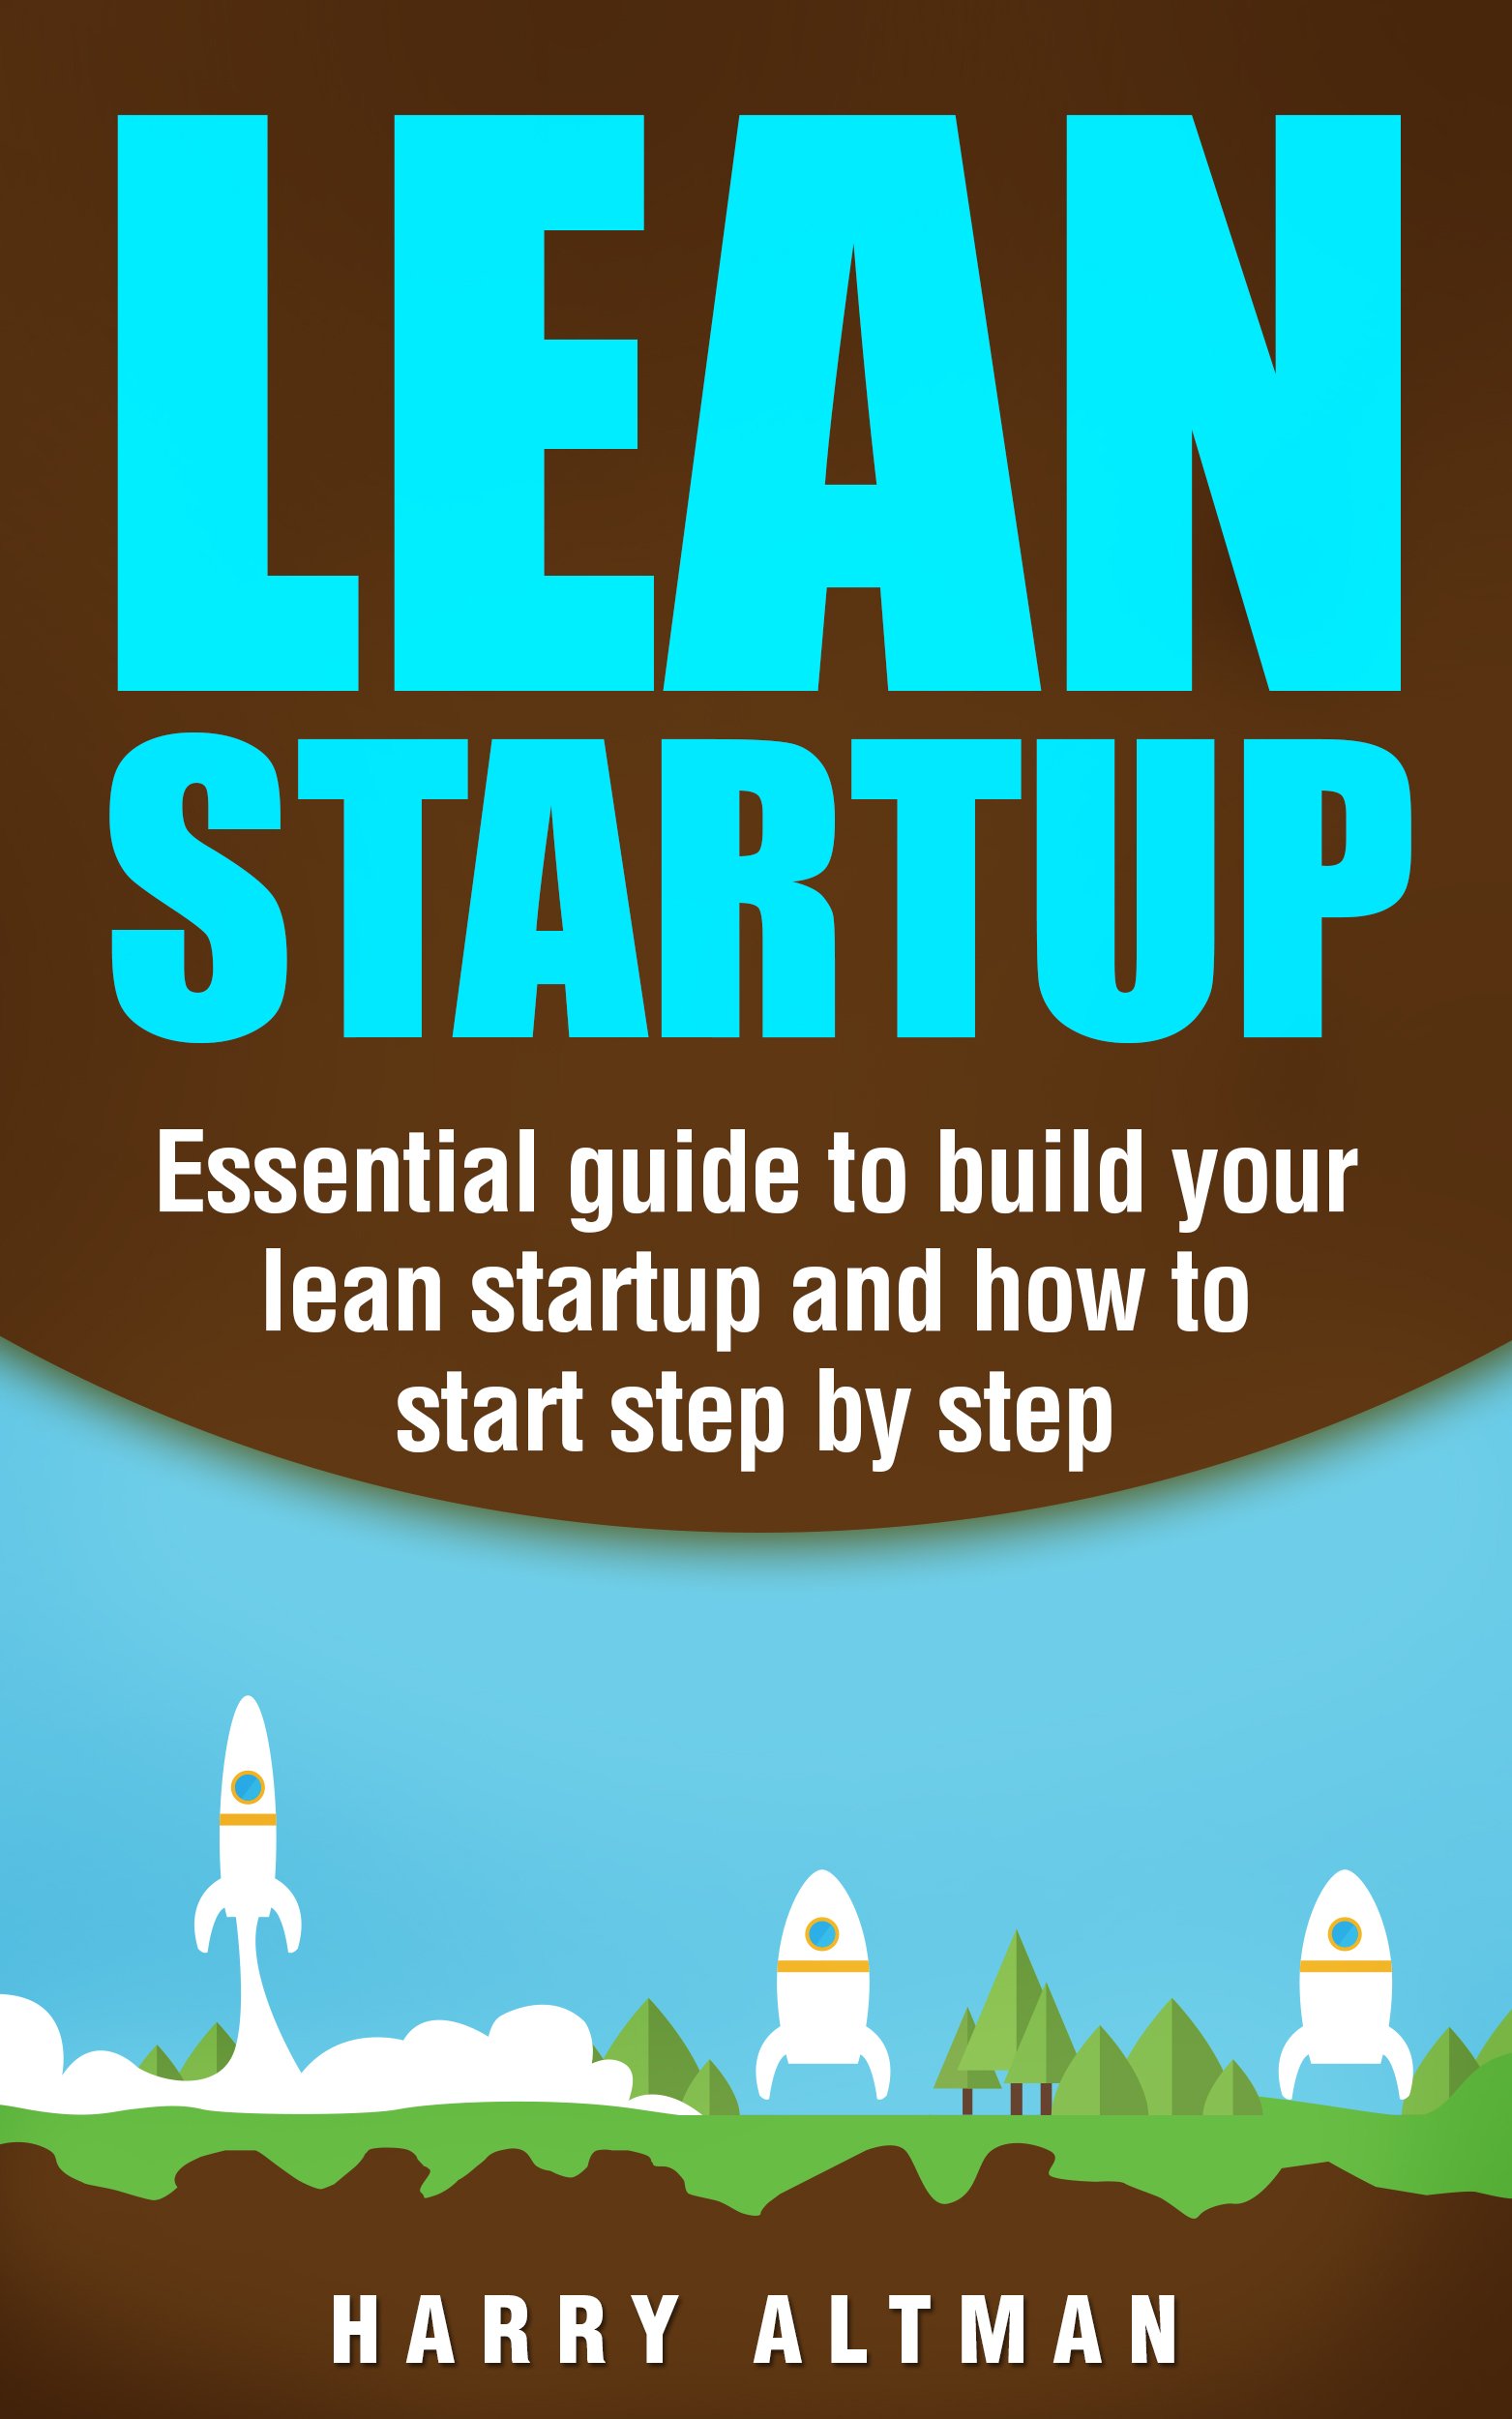 LEAN
STARTUP
Essential guide to build your
lean startup and how to
start step by step
HARRY ALTMAN